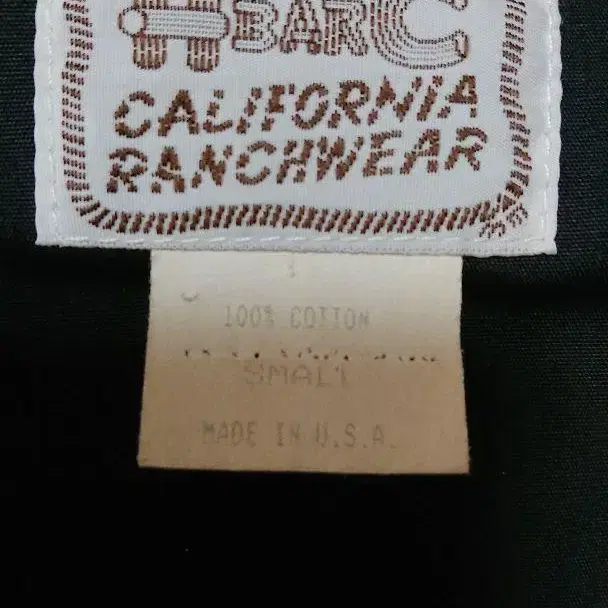 H BAR C
CALIFORNIA
RANCHWEAR
100% COTTON
SMALL
MADE IN U.S.A.